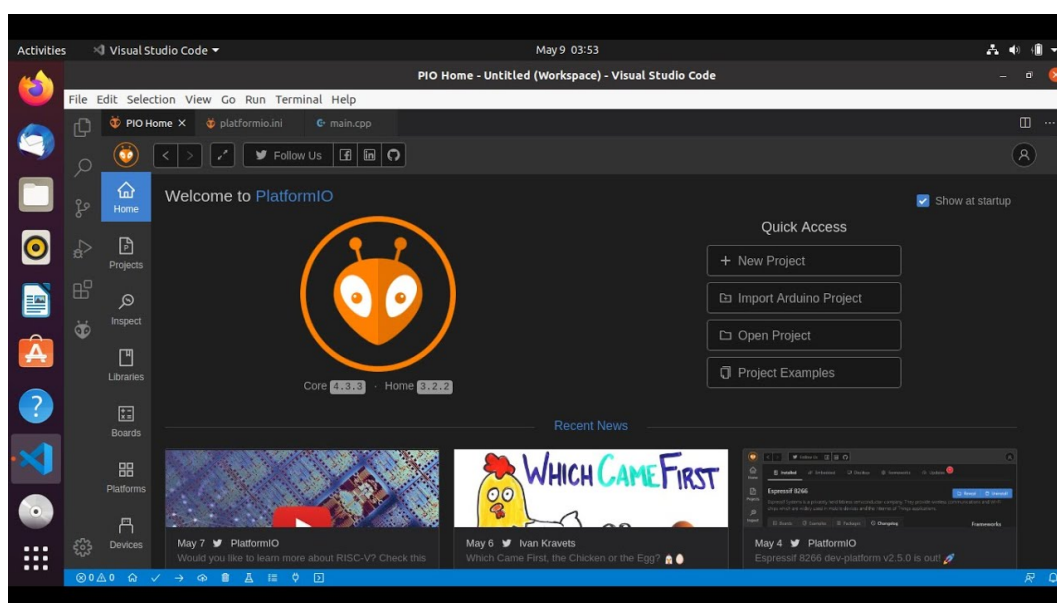 Activities Visual Studio Code May 9 03:53
PIO Home - Untitled (Workspace) - Visual Studio Code
File Edit Selection View Go Run Terminal Help
PIO Home platformio.ini main.cpp
Follow Us
Home
Projects
Inspect
Libraries
Boards
Platforms
Devices
Welcome to PlatformIO
Show at startup
Core 4.3.3 · Home 3.2.2
Quick Access
New Project
Import Arduino Project
Open Project
Project Examples
Recent News
May 7 PlatformIO
Would you like to learn more about RISC-V? Check this
WHICH CAME FIRST
May 6 Ivan Kravets
Which Came First, the Chicken or the Egg?
Espressif 8266
Frameworks
May 4 PlatformIO
Espressif 8266 dev-platform v2.5.0 is out!
0 0